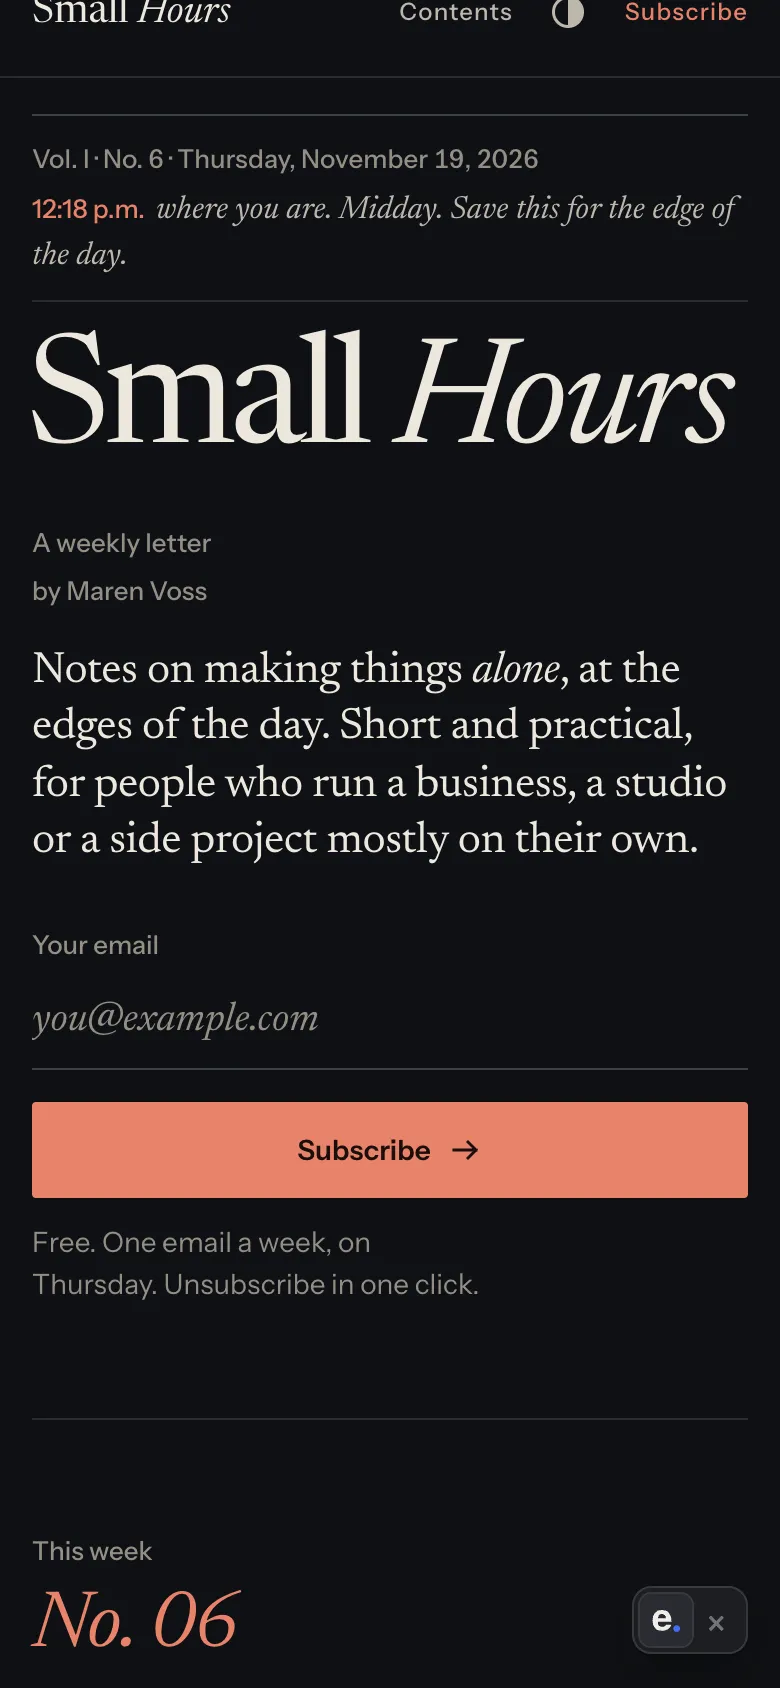 Small Hours
Contents
Subscribe
Vol. I · No. 6 · Thursday, November 19, 2026
12:18 p.m. where you are. Midday. Save this for the edge of
the day.
Small Hours
A weekly letter
by Maren Voss
Notes on making things alone, at the
edges of the day. Short and practical,
for people who run a business, a studio
or a side project mostly on their own.
Your email
you@example.com
Subscribe →
Free. One email a week, on
Thursday. Unsubscribe in one click.
This week
No. 06
e. ×